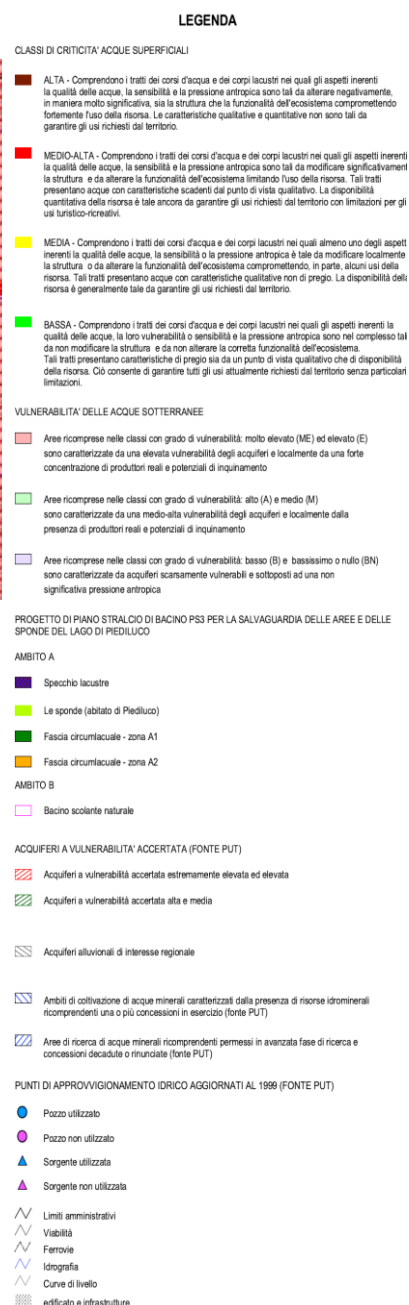 LEGENDA
CLASSI DI CRITICITA' ACQUE SUPERFICIALI
ALTA - Comprendono i tratti dei corsi d'acqua e dei corpi lacustri nei quali gli aspetti inerenti
la qualità delle acque, la sensibilità e la pressione antropica sono tali da alterare negativamente,
in maniera molto significativa, sia la struttura che la funzionalità dell'ecosistema compromettendo
fortemente l'uso della risorsa. Le caratteristiche qualitative e quantitative non sono tali da
garantire gli usi richiesti dal territorio.
MEDIO-ALTA - Comprendono i tratti dei corsi d'acqua e dei corpi lacustri nei quali gli aspetti inerenti
la qualità delle acque, la sensibilità e la pressione antropica sono tali da modificare significativament
la struttura e da alterare la funzionalità dell'ecosistema limitando l'uso della risorsa. Tali tratti
presentano acque con caratteristiche scadenti dal punto di vista qualitativo. La disponibilità
quantitativa della risorsa è tale ancora da garantire gli usi richiesti dal territorio con limitazioni per gli
usi turistico-ricreativi.
MEDIA - Comprendono i tratti dei corsi d'acqua e dei corpi lacustri nei quali almeno uno degli aspett
inerenti la qualità delle acque, la sensibilità o la pressione antropica è tale da modificare localmente
la struttura o da alterare la funzionalità dell'ecosistema compromettendo, in parte, alcuni usi della
risorsa. Tali tratti presentano acque con caratteristiche qualitative non di pregio. La disponibilità della
risorsa è generalmente tale da garantire gli usi richiesti dal territorio.
BASSA - Comprendono i tratti dei corsi d'acqua e dei corpi lacustri nei quali gli aspetti inerenti la
qualità delle acque, la loro vulnerabilità o sensibilità e la pressione antropica sono nel complesso tali
da non modificare la struttura e da non alterare la corretta funzionalità dell'ecosistema.
Tali tratti presentano caratteristiche di pregio sia da un punto di vista qualitativo che di disponibilità
della risorsa. Ciò consente di garantire tutti gli usi attualmente richiesti dal territorio senza particolari
limitazioni.
VULNERABILITA' DELLE ACQUE SOTTERRANEE
Aree ricomprese nelle classi con grado di vulnerabilità: molto elevato (ME) ed elevato (E)
sono caratterizzate da una elevata vulnerabilità degli acquiferi e localmente da una forte
concentrazione di produttori reali e potenziali di inquinamento
Aree ricomprese nelle classi con grado di vulnerabilità: alto (A) e medio (M)
sono caratterizzate da una medio-alta vulnerabilità degli acquiferi e localmente dalla
presenza di produttori reali e potenziali di inquinamento
Aree ricomprese nelle classi con grado di vulnerabilità: basso (B) e bassissimo o nullo (BN)
sono caratterizzate da acquiferi scarsamente vulnerabili e sottoposti ad una non
significativa pressione antropica
PROGETTO DI PIANO STRALCIO DI BACINO PS3 PER LA SALVAGUARDIA DELLE AREE E DELLE
SPONDE DEL LAGO DI PIEDILUCO
AMBITO A
Specchio lacustre
Le sponde (abitato di Piediluco)
Fascia circumlacuale - zona A1
Fascia circumlacuale - zona A2
AMBITO B
Bacino scolante naturale
ACQUIFERI A VULNERABILITA' ACCERTATA (FONTE PUT)
Acquiferi a vulnerabilità accertata estremamente elevata ed elevata
Acquiferi a vulnerabilità accertata alta e media
Acquiferi alluvionali di interesse regionale
Ambiti di coltivazione di acque minerali caratterizzati dalla presenza di risorse idrominerali
ricomprendenti una o più concessioni in esercizio (fonte PUT)
Aree di ricerca di acque minerali ricomprendenti permessi in avanzata fase di ricerca e
concessioni decadute o rinunciate (fonte PUT)
PUNTI DI APPROVVIGIONAMENTO IDRICO AGGIORNATI AL 1999 (FONTE PUT)
Pozzo utilizzato
Pozzo non utilzzato
Sorgente utilizzata
Sorgente non utilizzata
Limiti amministrativi
Viabilità
Ferrovie
Idrografia
Curve di livello
edificato e infrastrutture